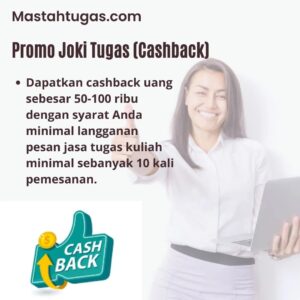 Mastahtugas.com
Promo Joki Tugas (Cashback)
• Dapatkan cashback uang
sebesar 50-100 ribu
dengan syarat Anda
minimal langganan
pesan jasa tugas kuliah
minimal sebanyak 10 kali
pemesanan.
$
CASH
BACK